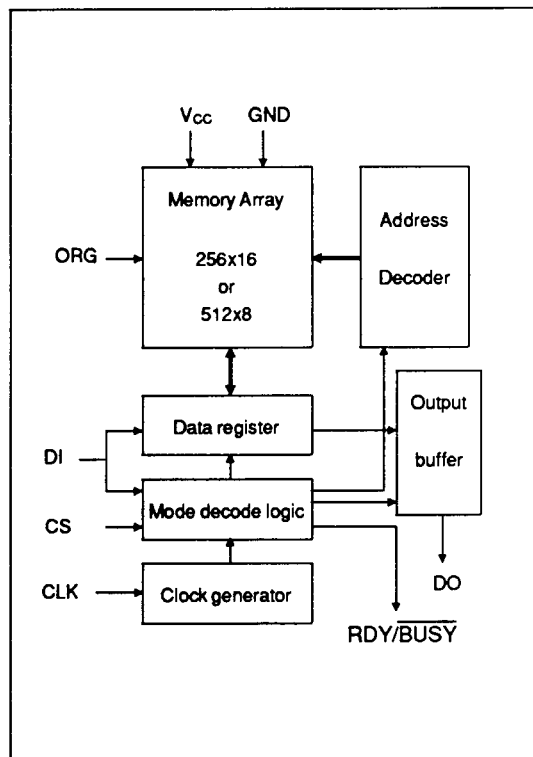 VCC GND
Memory Array
256x16
or
512x8
ORG
Address
Decoder
Data register
Output
buffer
DI
Mode decode logic
CS
CLK
Clock generator
DO
RDY/BUSY